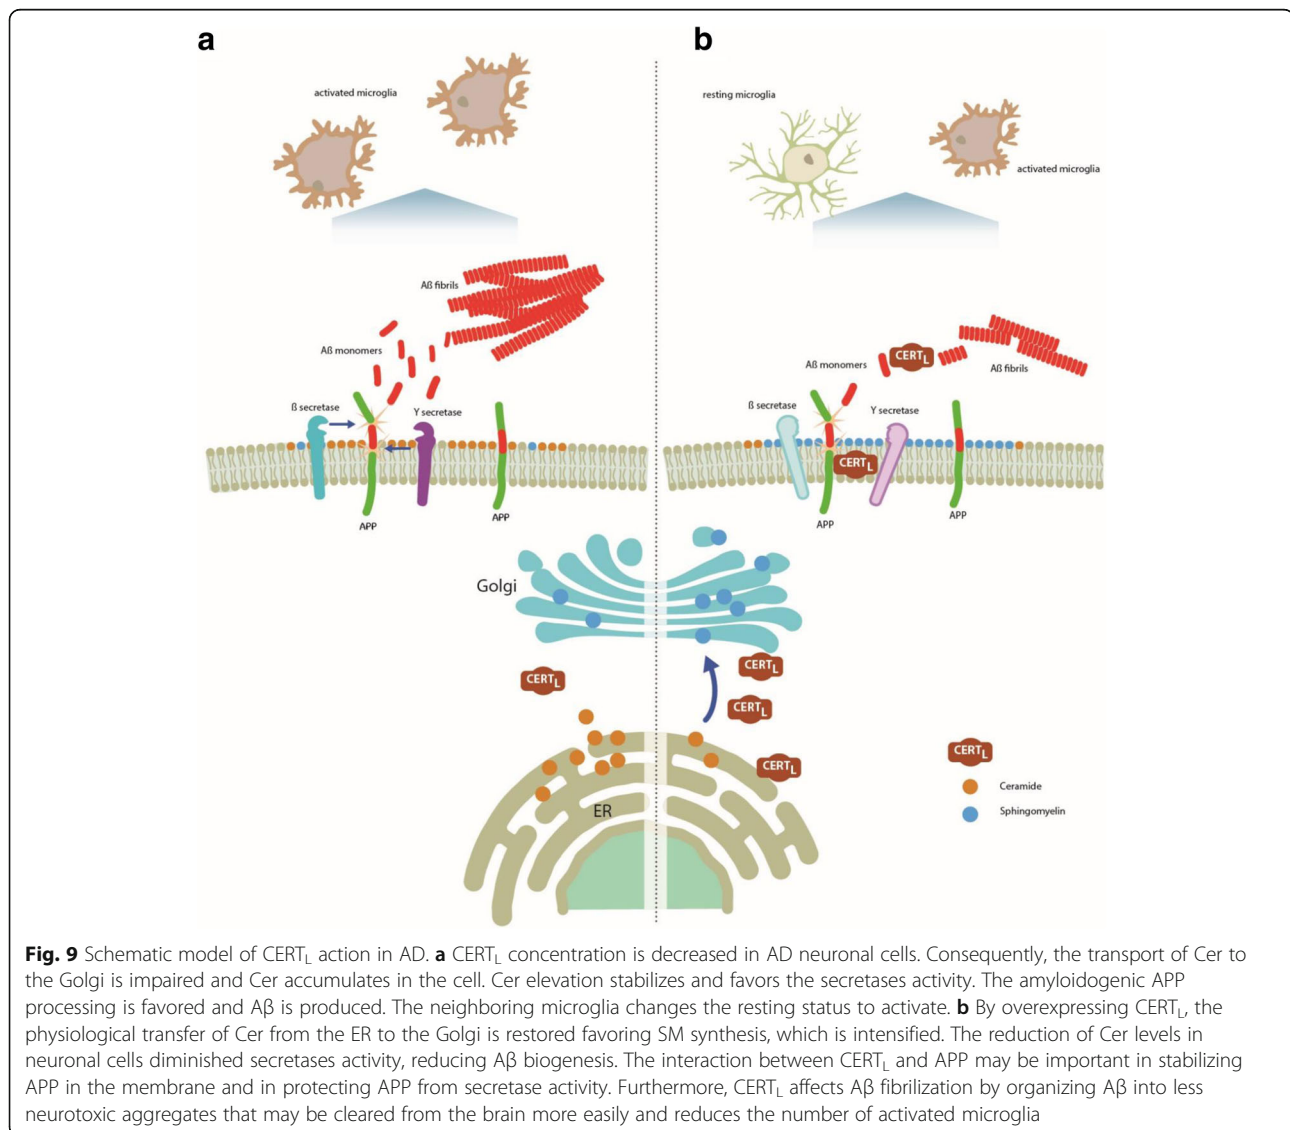 a
b
activated microglia
resting microglia
activated microglia
Aß fibrils
Aß monomers
ß secretase
Y secretase
APP
APP
Aß monomers
CERTL
Aß fibrils
ß secretase
Y secretase
CERTL
APP
APP
Golgi
CERTL
CERTL
CERTL
CERTL
ER
CERTL
Ceramide
Sphingomyelin
Fig. 9 Schematic model of CERTL action in AD. a CERTL concentration is decreased in AD neuronal cells. Consequently, the transport of Cer to
the Golgi is impaired and Cer accumulates in the cell. Cer elevation stabilizes and favors the secretases activity. The amyloidogenic APP
processing is favored and Aβ is produced. The neighboring microglia changes the resting status to activate. b By overexpressing CERTL, the
physiological transfer of Cer from the ER to the Golgi is restored favoring SM synthesis, which is intensified. The reduction of Cer levels in
neuronal cells diminished secretases activity, reducing Aβ biogenesis. The interaction between CERTL and APP may be important in stabilizing
APP in the membrane and in protecting APP from secretase activity. Furthermore, CERTL affects Aβ fibrilization by organizing Aβ into less
neurotoxic aggregates that may be cleared from the brain more easily and reduces the number of activated microglia